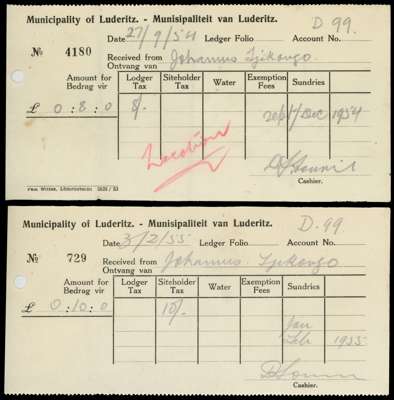 Municipality of Luderitz. - Munisipaliteit van Luderitz. D 99.
Date 27/9/54 Ledger Folio Account No.
No 4180 Received from Johannus Tjikongo.
Ontvang van
Amount for Bedrag vir Lodger Tax Siteholder Tax Water Exemption Fees Sundries
£ 0 : 8 : 0 8/- Dec 1954
Location
Cashier.
Municipality of Luderitz. - Munisipaliteit van Luderitz. D.99
Date 3/2/55 Ledger Folio Account No.
No 729 Received from Johannus Tjikongo
Ontvang van
Amount for Bedrag vir Lodger Tax Siteholder Tax Water Exemption Fees Sundries
£ 0 : 10 : 0 10/-
Jan
Feb 1955
Cashier.